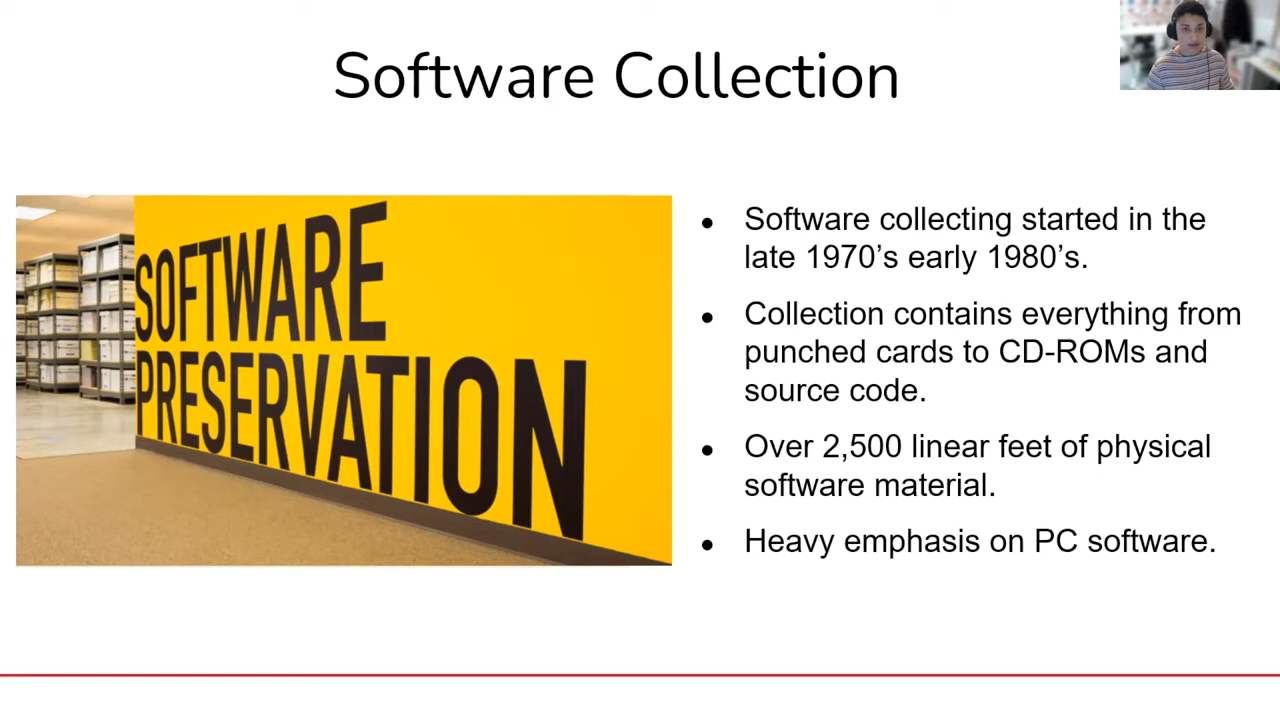 Software Collection
SOFTWARE
PRESERVATION
● Software collecting started in the
late 1970’s early 1980’s.
● Collection contains everything from
punched cards to CD-ROMs and
source code.
● Over 2,500 linear feet of physical
software material.
● Heavy emphasis on PC software.